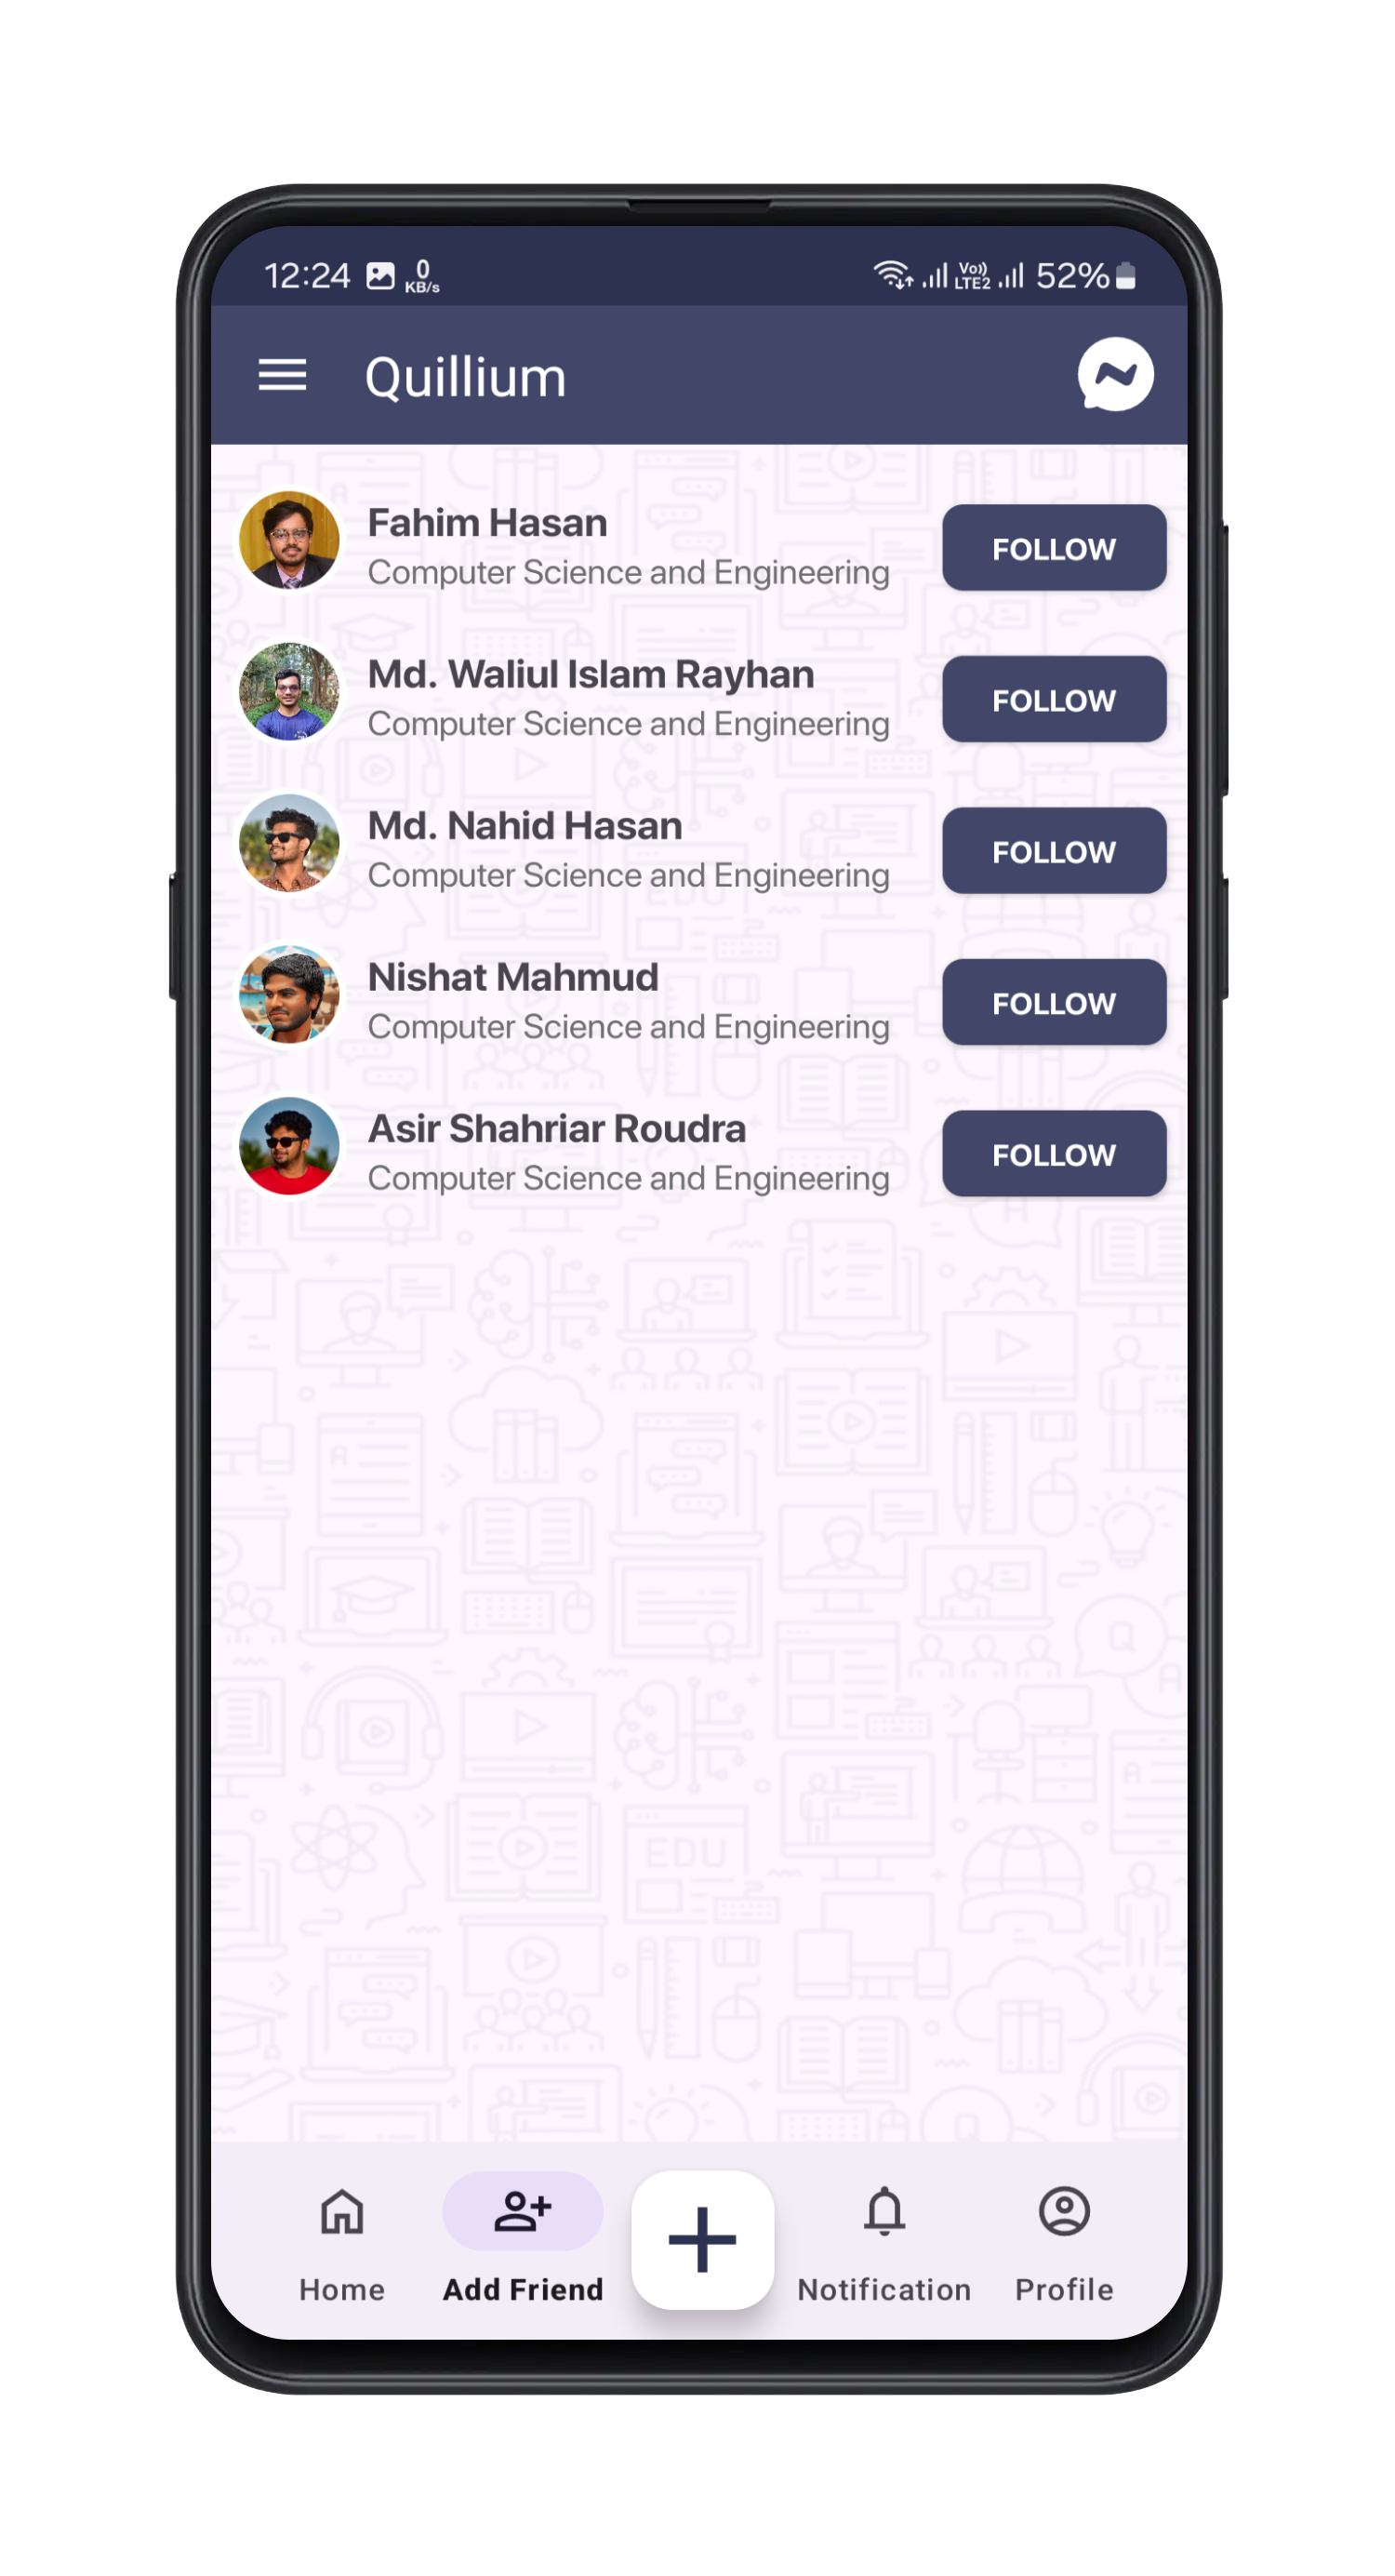 12:24 0 KB/s Vo)) LTE2 52%
Quillium
Fahim Hasan
Computer Science and Engineering
FOLLOW
Md. Waliul Islam Rayhan
Computer Science and Engineering
FOLLOW
Md. Nahid Hasan
Computer Science and Engineering
FOLLOW
Nishat Mahmud
Computer Science and Engineering
FOLLOW
Asir Shahriar Roudra
Computer Science and Engineering
FOLLOW
EDU
Home Add Friend Notification Profile